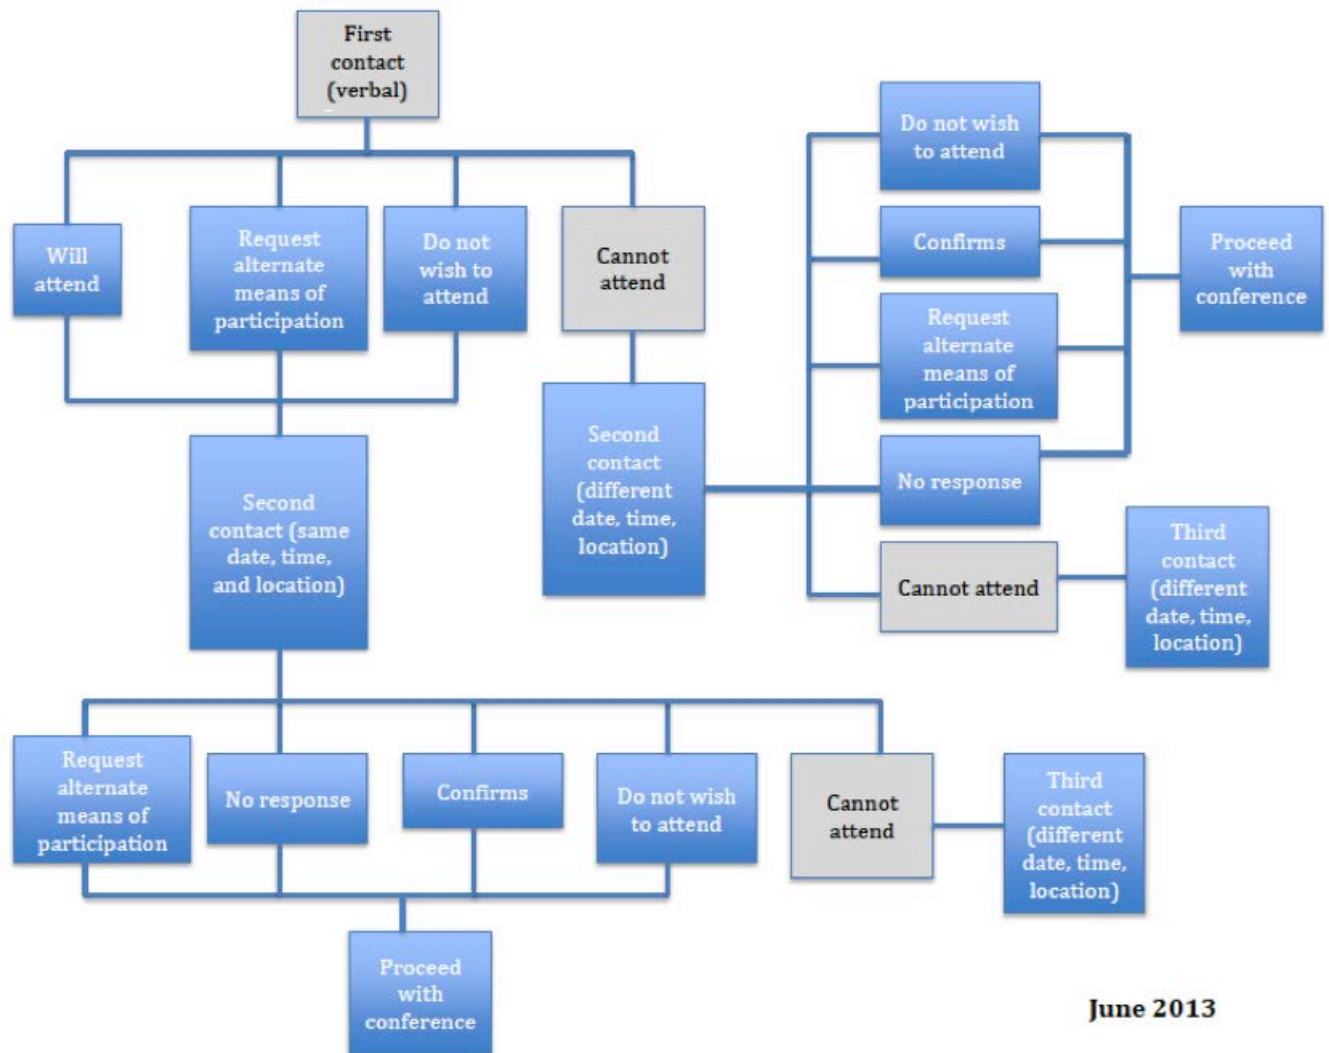 First
contact
(verbal)
Will
attend
Request
alternate
means of
participation
Do not
wish to
attend
Cannot
attend
Second
contact (same
date, time,
and location)
Second
contact
(different
date, time,
location)
Do not wish
to attend
Confirms
Request
alternate
means of
participation
No response
Cannot attend
Proceed
with
conference
Third
contact
(different
date, time,
location)
Request
alternate
means of
participation
No response
Confirms
Do not wish
to attend
Cannot
attend
Third
contact
(different
date, time,
location)
Proceed
with
conference
June 2013